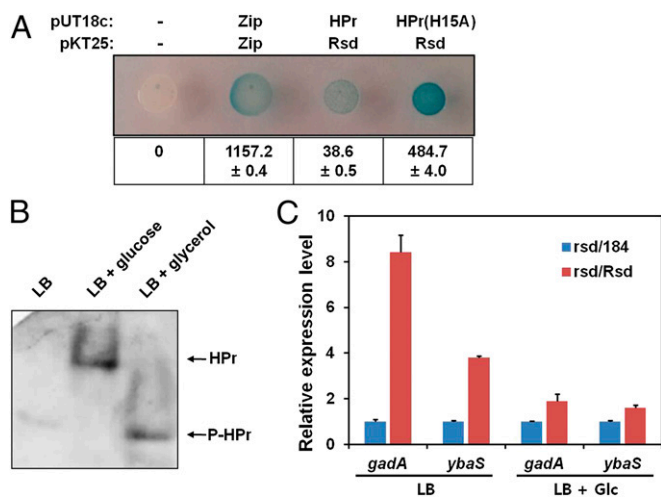 A
pUT18c: - Zip HPr HPr(H15A)
pKT25: - Zip Rsd Rsd
0 1157.2 38.6 484.7
± 0.4 ± 0.5 ± 4.0
B
LB LB + glucose LB + glycerol
HPr
P-HPr
C
Relative expression level
10
8
6
4
2
0
rsd/184
rsd/Rsd
gadA ybaS gadA ybaS
LB LB + Glc